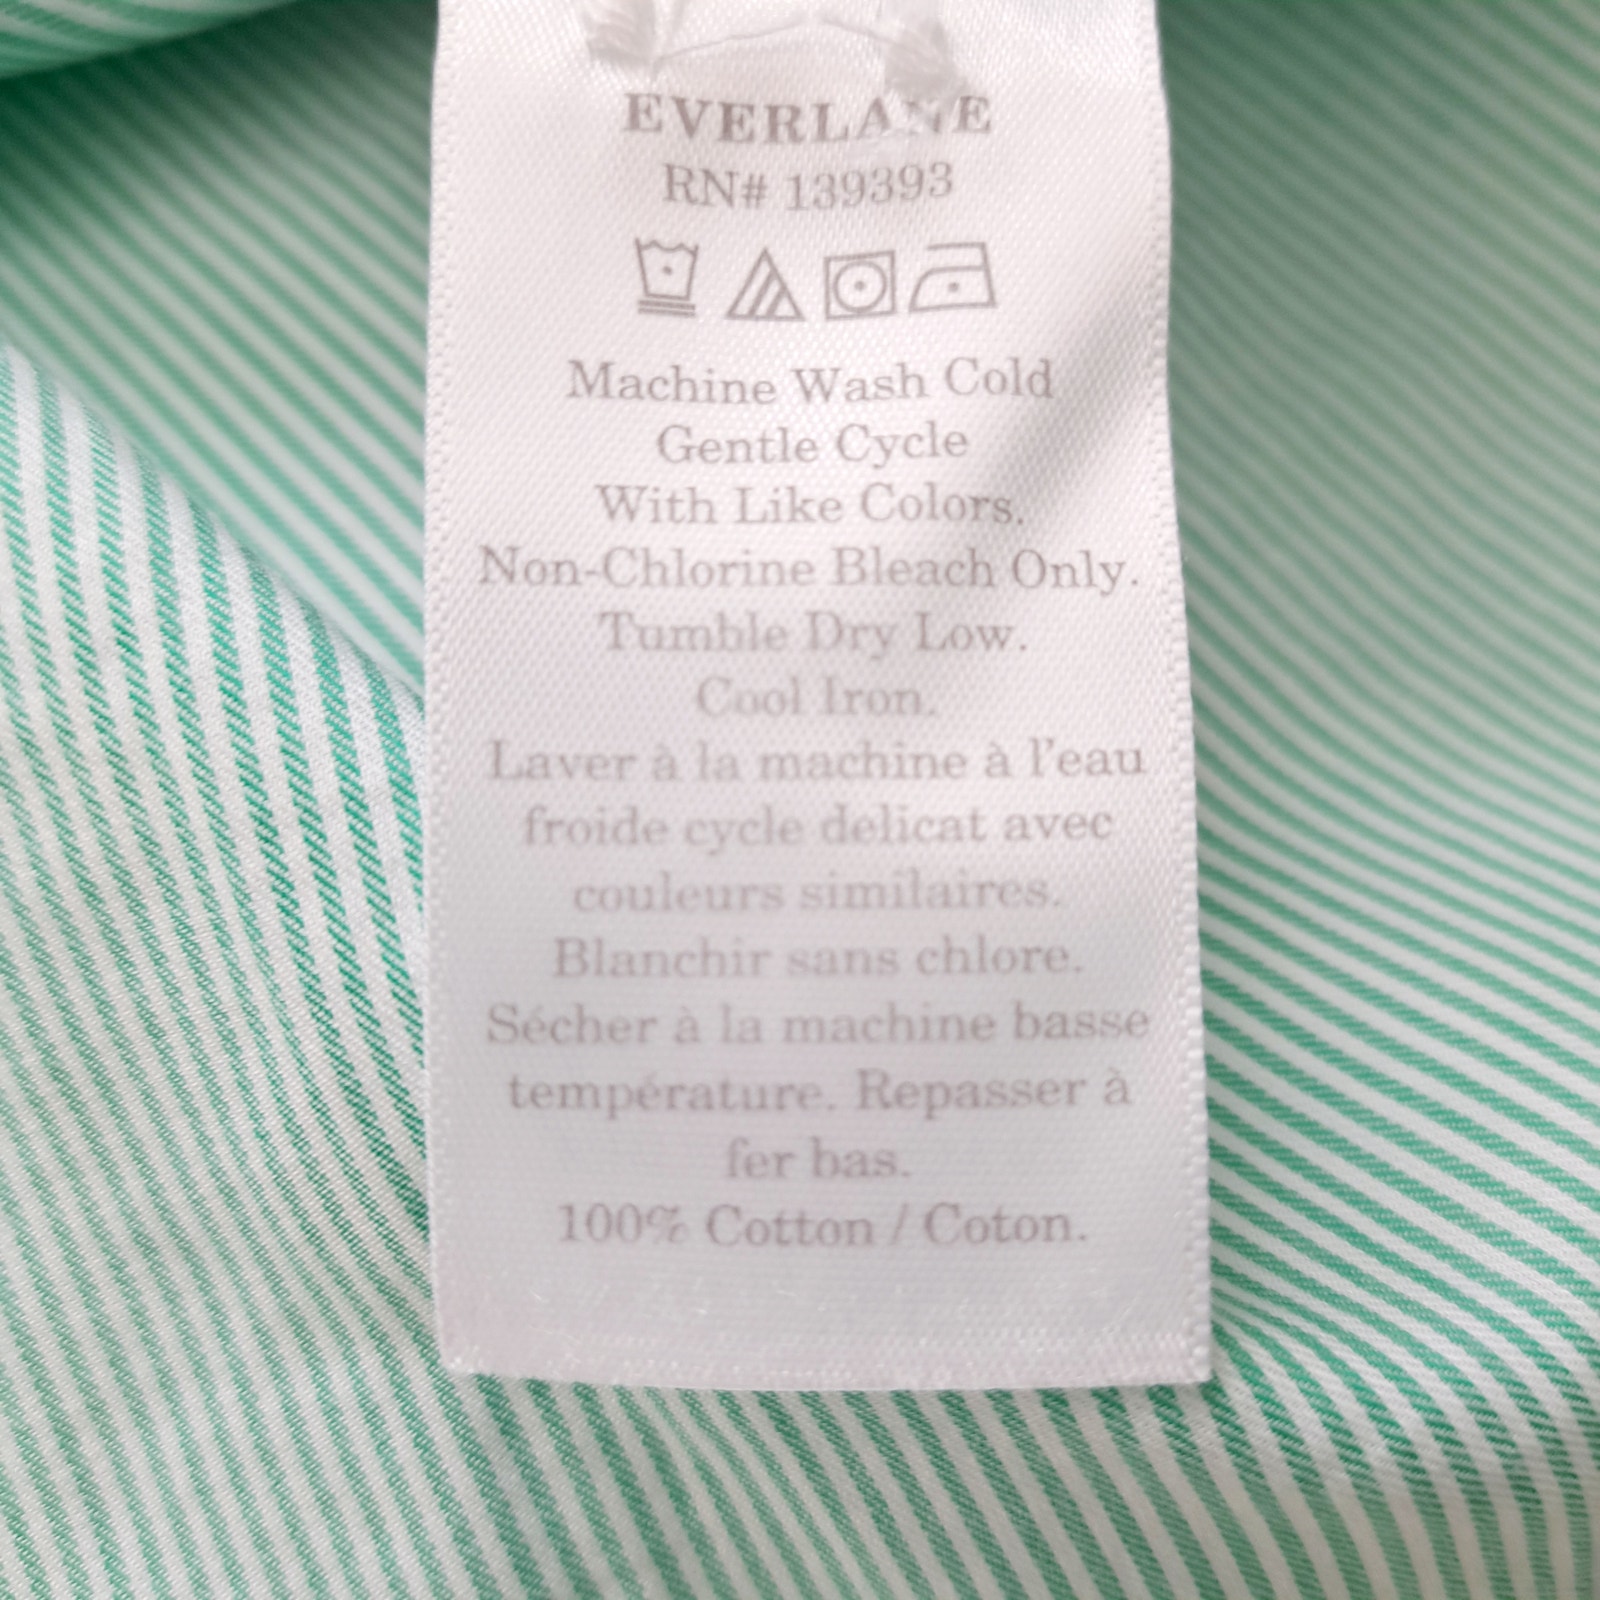 EVERLANE
RN# 139393
Machine Wash Cold
Gentle Cycle
With Like Colors.
Non-Chlorine Bleach Only.
Tumble Dry Low.
Cool Iron.
Laver à la machine à l'eau
froide cycle delicat avec
couleurs similaires.
Blanchir sans chlore.
Sécher à la machine basse
température. Repasser à
fer bas.
100% Cotton / Coton.